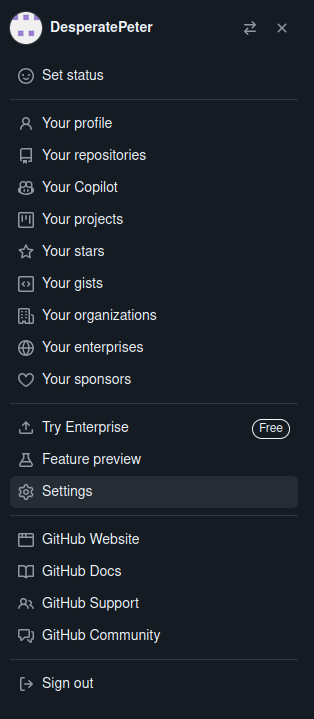 DesperatePeter
Set status
Your profile
Your repositories
Your Copilot
Your projects
Your stars
Your gists
Your organizations
Your enterprises
Your sponsors
Try Enterprise Free
Feature preview
Settings
GitHub Website
GitHub Docs
GitHub Support
GitHub Community
Sign out